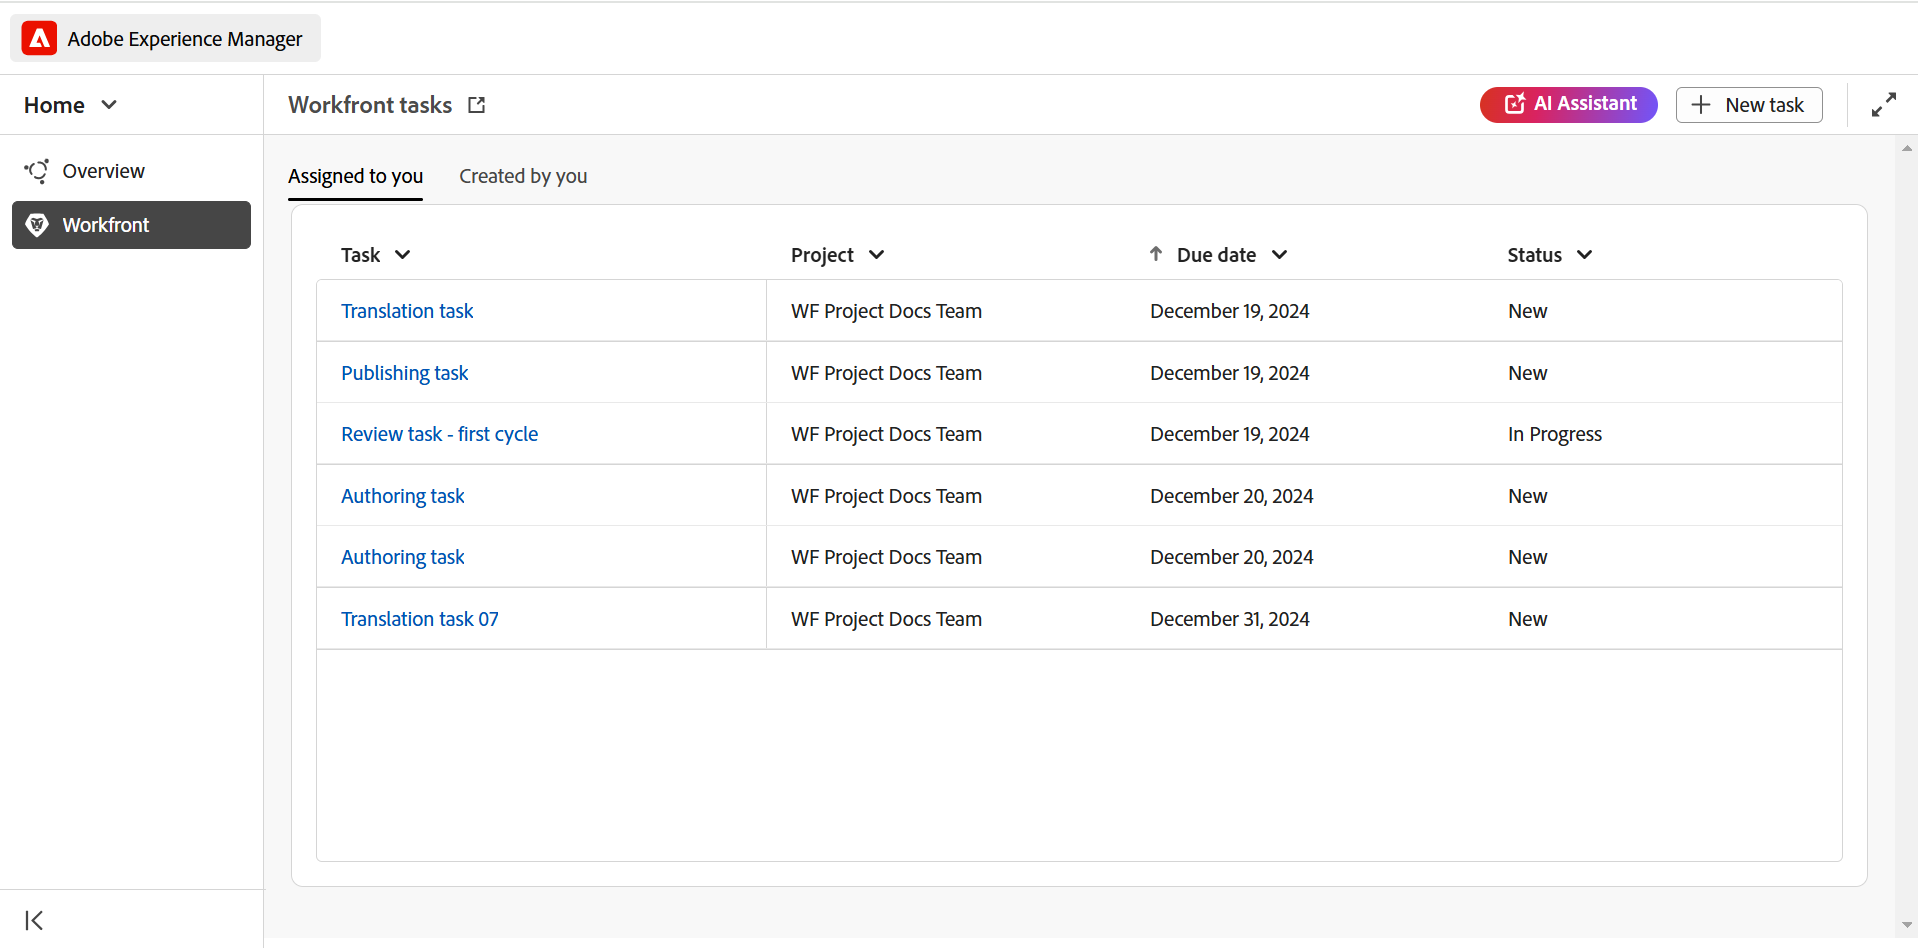 Adobe Experience Manager
Home
Workfront tasks
AI Assistant
New task
Overview
Workfront
Assigned to you
Created by you
Task
Project
Due date
Status
Translation task
WF Project Docs Team
December 19, 2024
New
Publishing task
WF Project Docs Team
December 19, 2024
New
Review task - first cycle
WF Project Docs Team
December 19, 2024
In Progress
Authoring task
WF Project Docs Team
December 20, 2024
New
Authoring task
WF Project Docs Team
December 20, 2024
New
Translation task 07
WF Project Docs Team
December 31, 2024
New